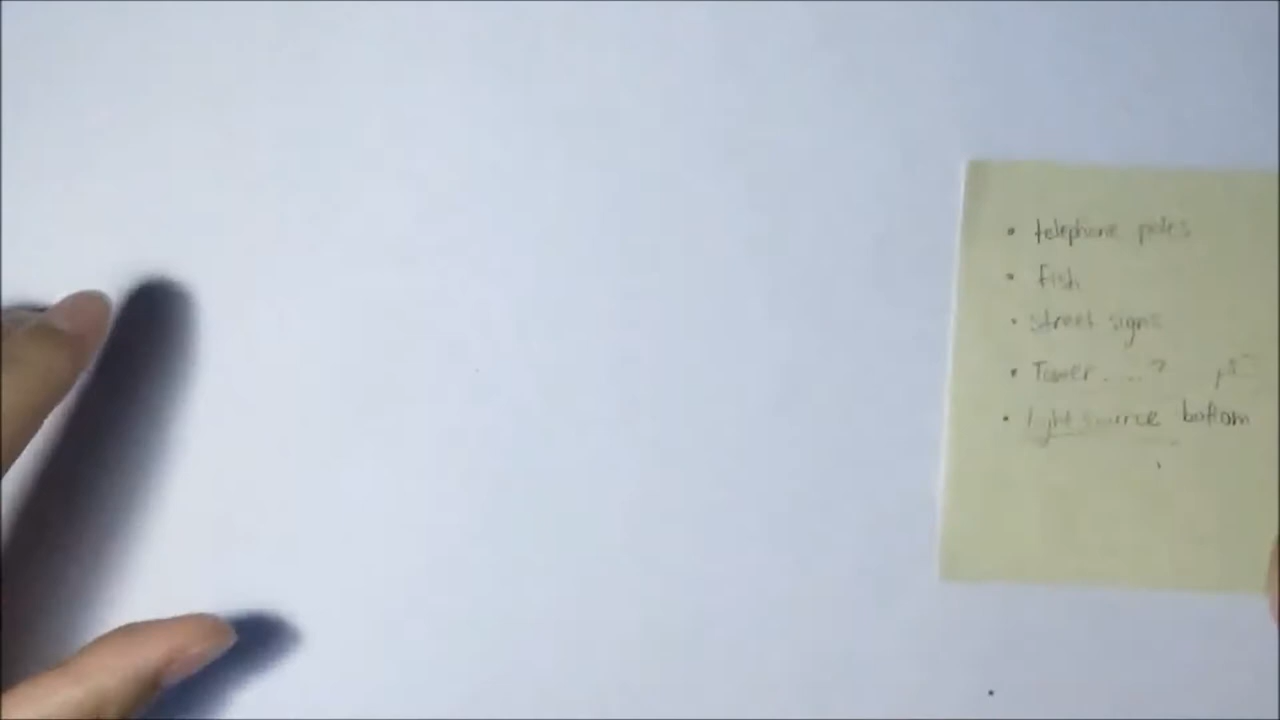 • telephone poles
• fish
• street signs
• Tower ....?
• light source bottom